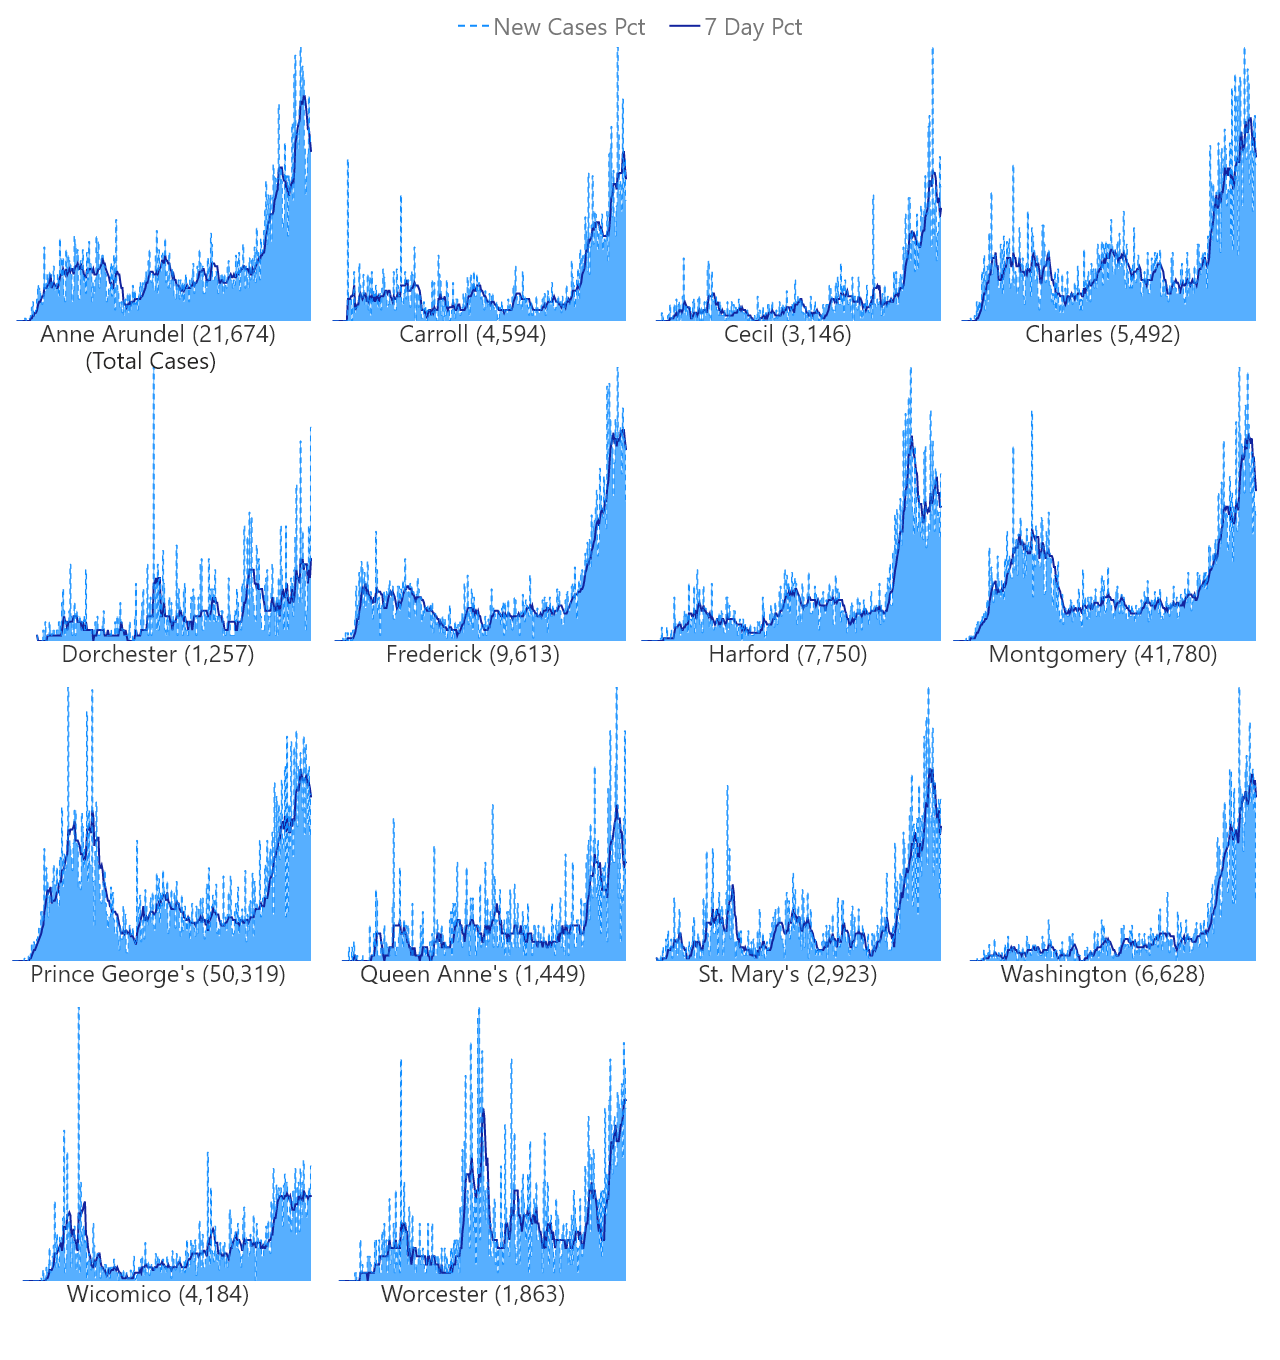 New Cases Pct 7 Day Pct
Anne Arundel (21,674)
(Total Cases)
Carroll (4,594)
Cecil (3,146)
Charles (5,492)
Dorchester (1,257)
Frederick (9,613)
Harford (7,750)
Montgomery (41,780)
Prince George's (50,319)
Queen Anne's (1,449)
St. Mary's (2,923)
Washington (6,628)
Wicomico (4,184)
Worcester (1,863)